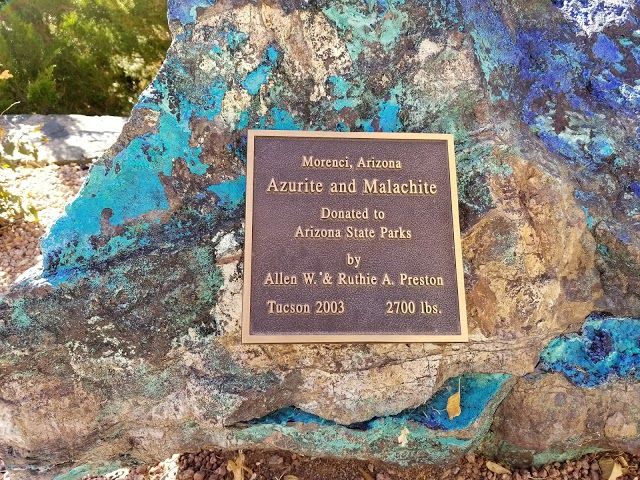 Morenci, Arizona
Azurite and Malachite
Donated to
Arizona State Parks
by
Allen W. & Ruthie A. Preston
Tucson 2003 2700 lbs.